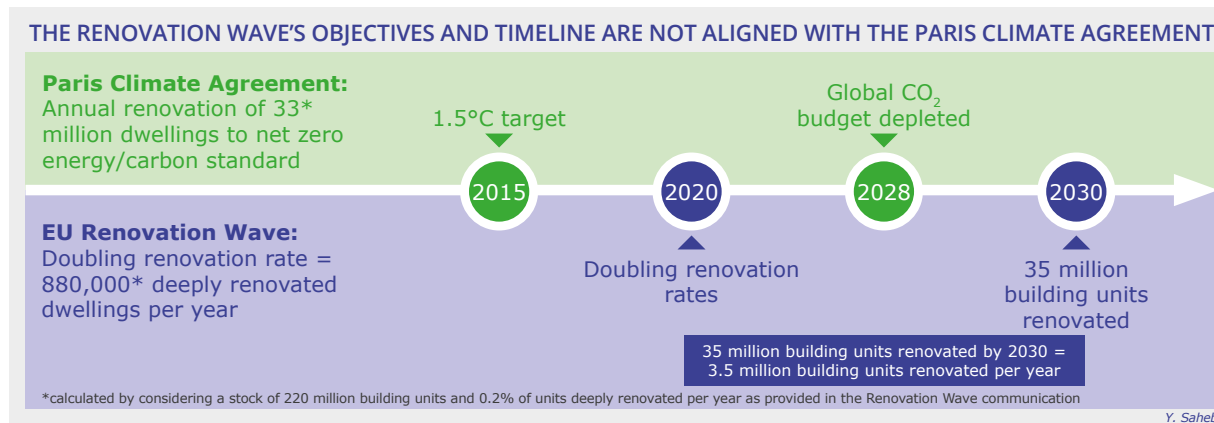 THE RENOVATION WAVE'S OBJECTIVES AND TIMELINE ARE NOT ALIGNED WITH THE PARIS CLIMATE AGREEMENT
Paris Climate Agreement:
Annual renovation of 33*
million dwellings to net zero
energy/carbon standard
1.5°C target
Global CO₂
budget depleted
2015
2020
2028
2030
EU Renovation Wave:
Doubling renovation rate =
880,000* deeply renovated
dwellings per year
Doubling renovation
rates
35 million
building units
renovated
35 million building units renovated by 2030 =
3.5 million building units renovated per year
*calculated by considering a stock of 220 million building units and 0.2% of units deeply renovated per year as provided in the Renovation Wave communication
Y. Saheb